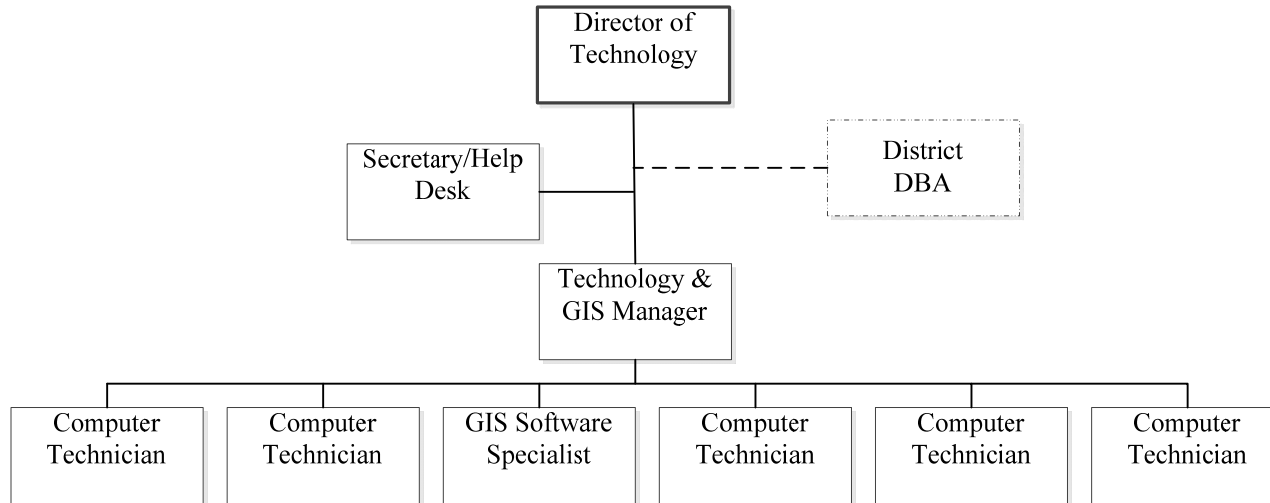 Director of
Technology
Secretary/Help
Desk
District
DBA
Technology &
GIS Manager
Computer
Technician
Computer
Technician
GIS Software
Specialist
Computer
Technician
Computer
Technician
Computer
Technician